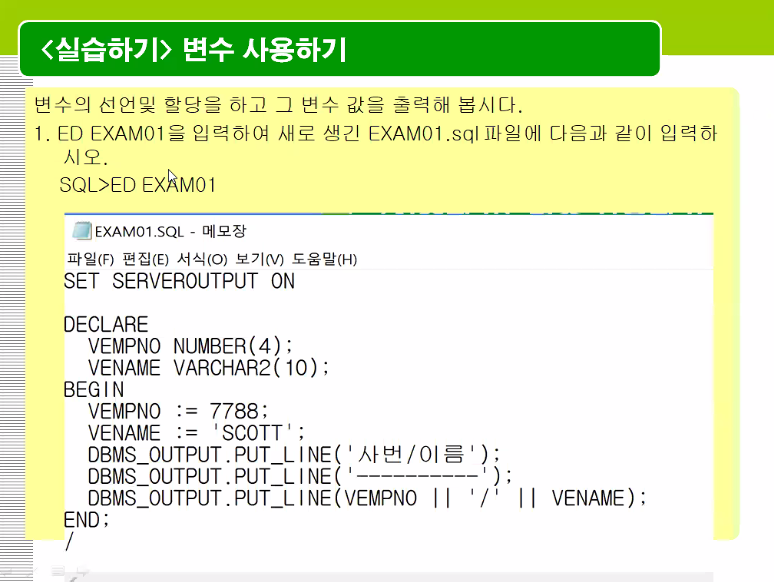 <실습하기> 변수 사용하기
변수의 선언및 할당을 하고 그 변수 값을 출력해 봅시다.
1. ED EXAM01을 입력하여 새로 생긴 EXAM01.sql 파일에 다음과 같이 입력하
시오.
SQL>ED EXAM01
EXAM01.SQL - 메모장
파일(F) 편집(E) 서식(O) 보기(V) 도움말(H)
SET SERVEROUTPUT ON
DECLARE
VEMPNO NUMBER(4);
VENAME VARCHAR2(10);
BEGIN
VEMPNO := 7788;
VENAME := 'SCOTT';
DBMS_OUTPUT.PUT_LINE('사번/이름');
DBMS_OUTPUT.PUT_LINE('----------');
DBMS_OUTPUT.PUT_LINE(VEMPNO || '/' || VENAME);
END;
/